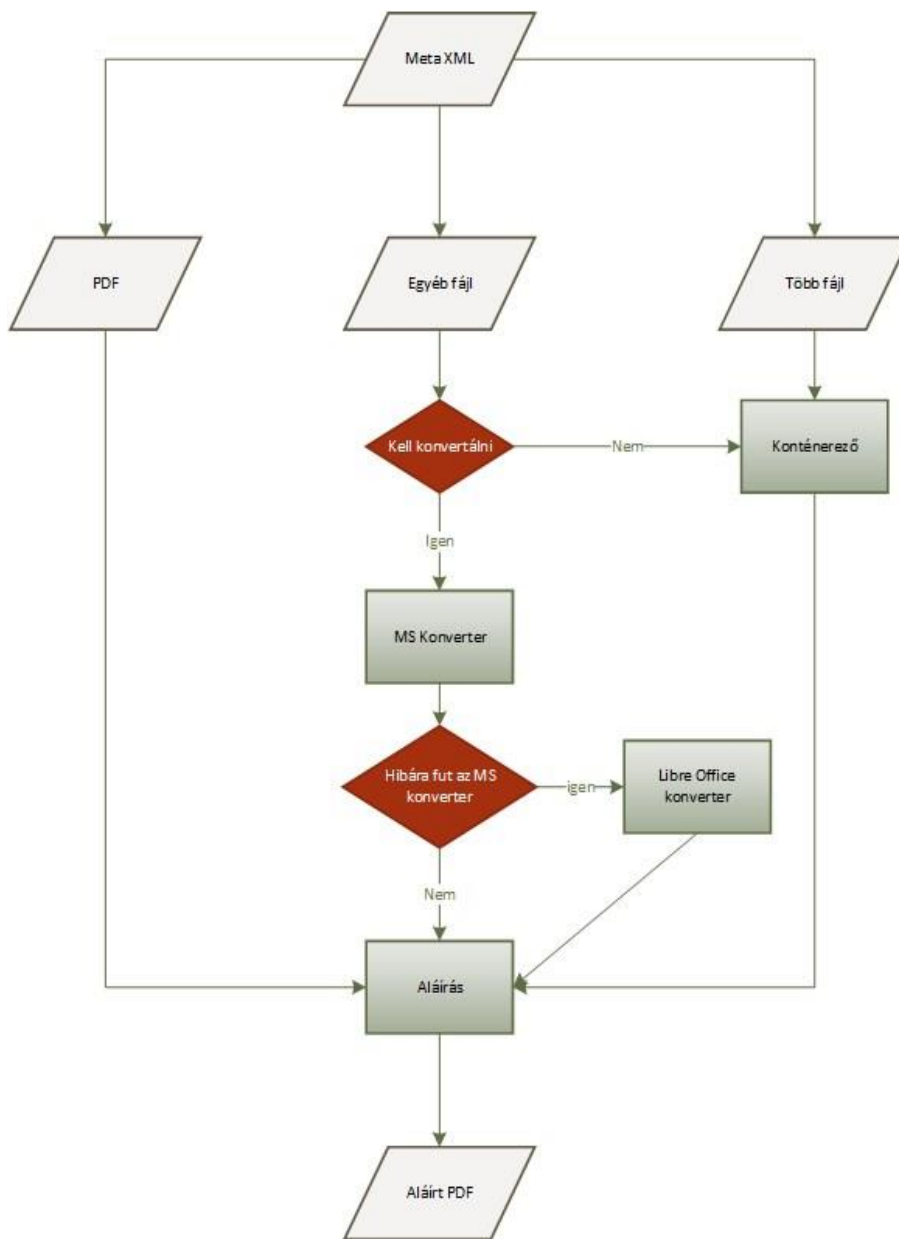 Meta XML
PDF
Egyéb fájl
Több fájl
Kell konvertálni
Nem
Konténerező
Igen
MS Konverter
Hibára fut az MS
konverter
igen
Libre Office
konverter
Nem
Aláírás
Aláírt PDF